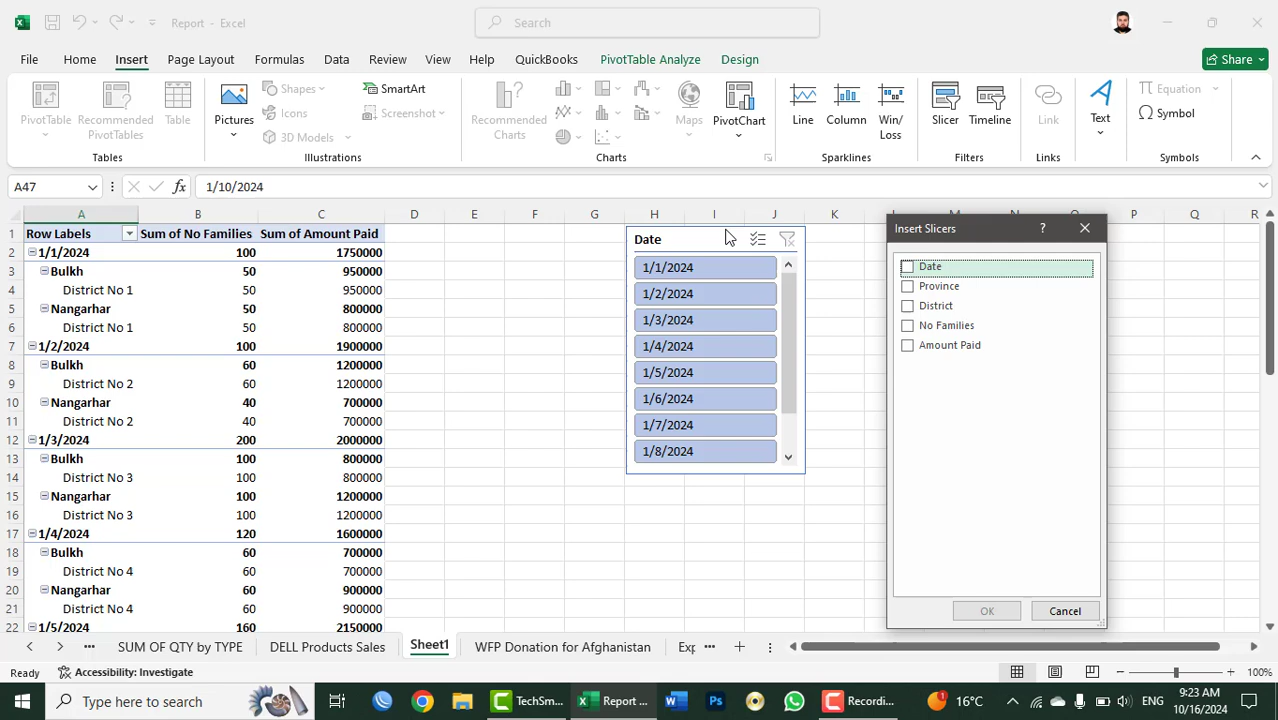 Report - Excel
Search
File Home Insert Page Layout Formulas Data Review View Help QuickBooks PivotTable Analyze Design Share
PivotTable
Recommended PivotTables
Table
Tables
Pictures
Shapes
Icons
3D Models
SmartArt
Screenshot
Illustrations
Recommended Charts
Maps
PivotChart
Charts
Line
Column
Win/ Loss
Sparklines
Slicer
Timeline
Filters
Link
Links
Text
Equation
Symbol
Symbols
A47 fx 1/10/2024
A B C D E F G H I J K L M N O P Q R
1 Row Labels Sum of No Families Sum of Amount Paid
2 1/1/2024 100 1750000
3 Bulkh 50 950000
4 District No 1 50 950000
5 Nangarhar 50 800000
6 District No 1 50 800000
7 1/2/2024 100 1900000
8 Bulkh 60 1200000
9 District No 2 60 1200000
10 Nangarhar 40 700000
11 District No 2 40 700000
12 1/3/2024 200 2000000
13 Bulkh 100 800000
14 District No 3 100 800000
15 Nangarhar 100 1200000
16 District No 3 100 1200000
17 1/4/2024 120 1600000
18 Bulkh 60 700000
19 District No 4 60 700000
20 Nangarhar 60 900000
21 District No 4 60 900000
22 1/5/2024 160 2150000
Date
1/1/2024
1/2/2024
1/3/2024
1/4/2024
1/5/2024
1/6/2024
1/7/2024
1/8/2024
Insert Slicers ?
Date
Province
District
No Families
Amount Paid
OK Cancel
SUM OF QTY by TYPE DELL Products Sales Sheet1 WFP Donation for Afghanistan Exp
Ready Accessibility: Investigate 100%
Type here to search TechSm... Report ... Recordi... 1 16°C ENG 9:23 AM
10/16/2024